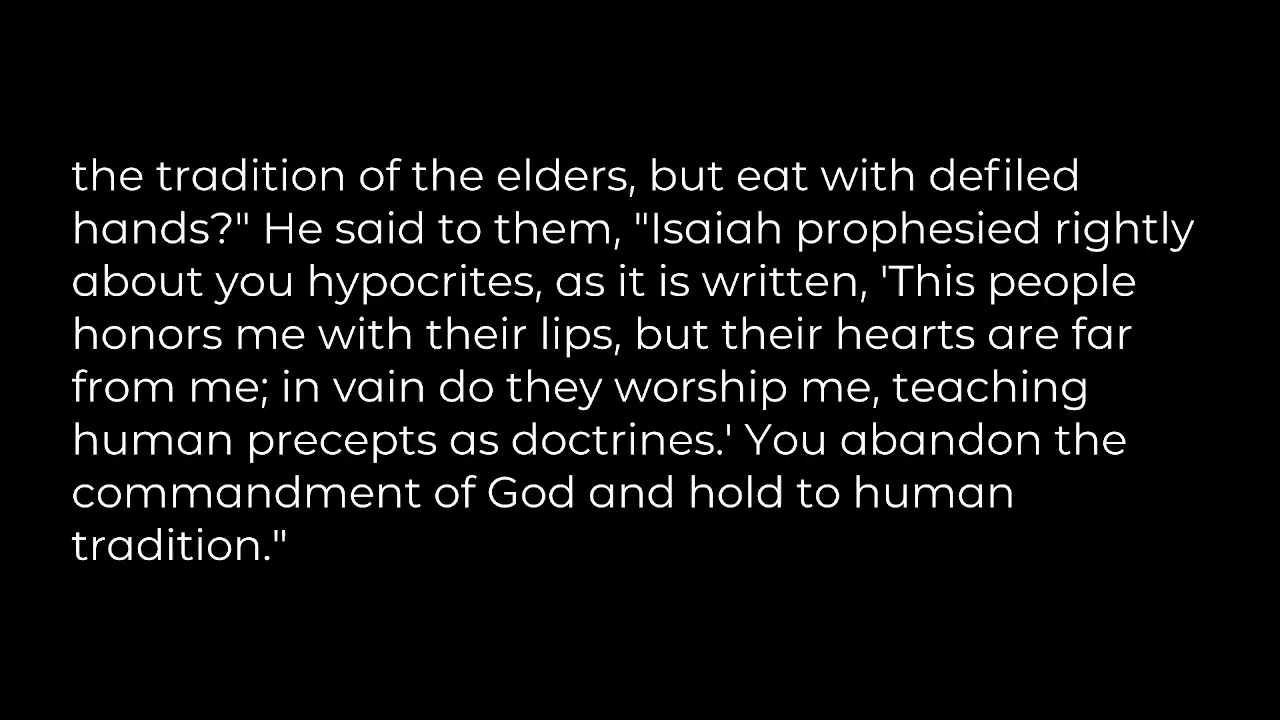 the tradition of the elders, but eat with defiled
hands?" He said to them, "Isaiah prophesied rightly
about you hypocrites, as it is written, 'This people
honors me with their lips, but their hearts are far
from me; in vain do they worship me, teaching
human precepts as doctrines.' You abandon the
commandment of God and hold to human
tradition."